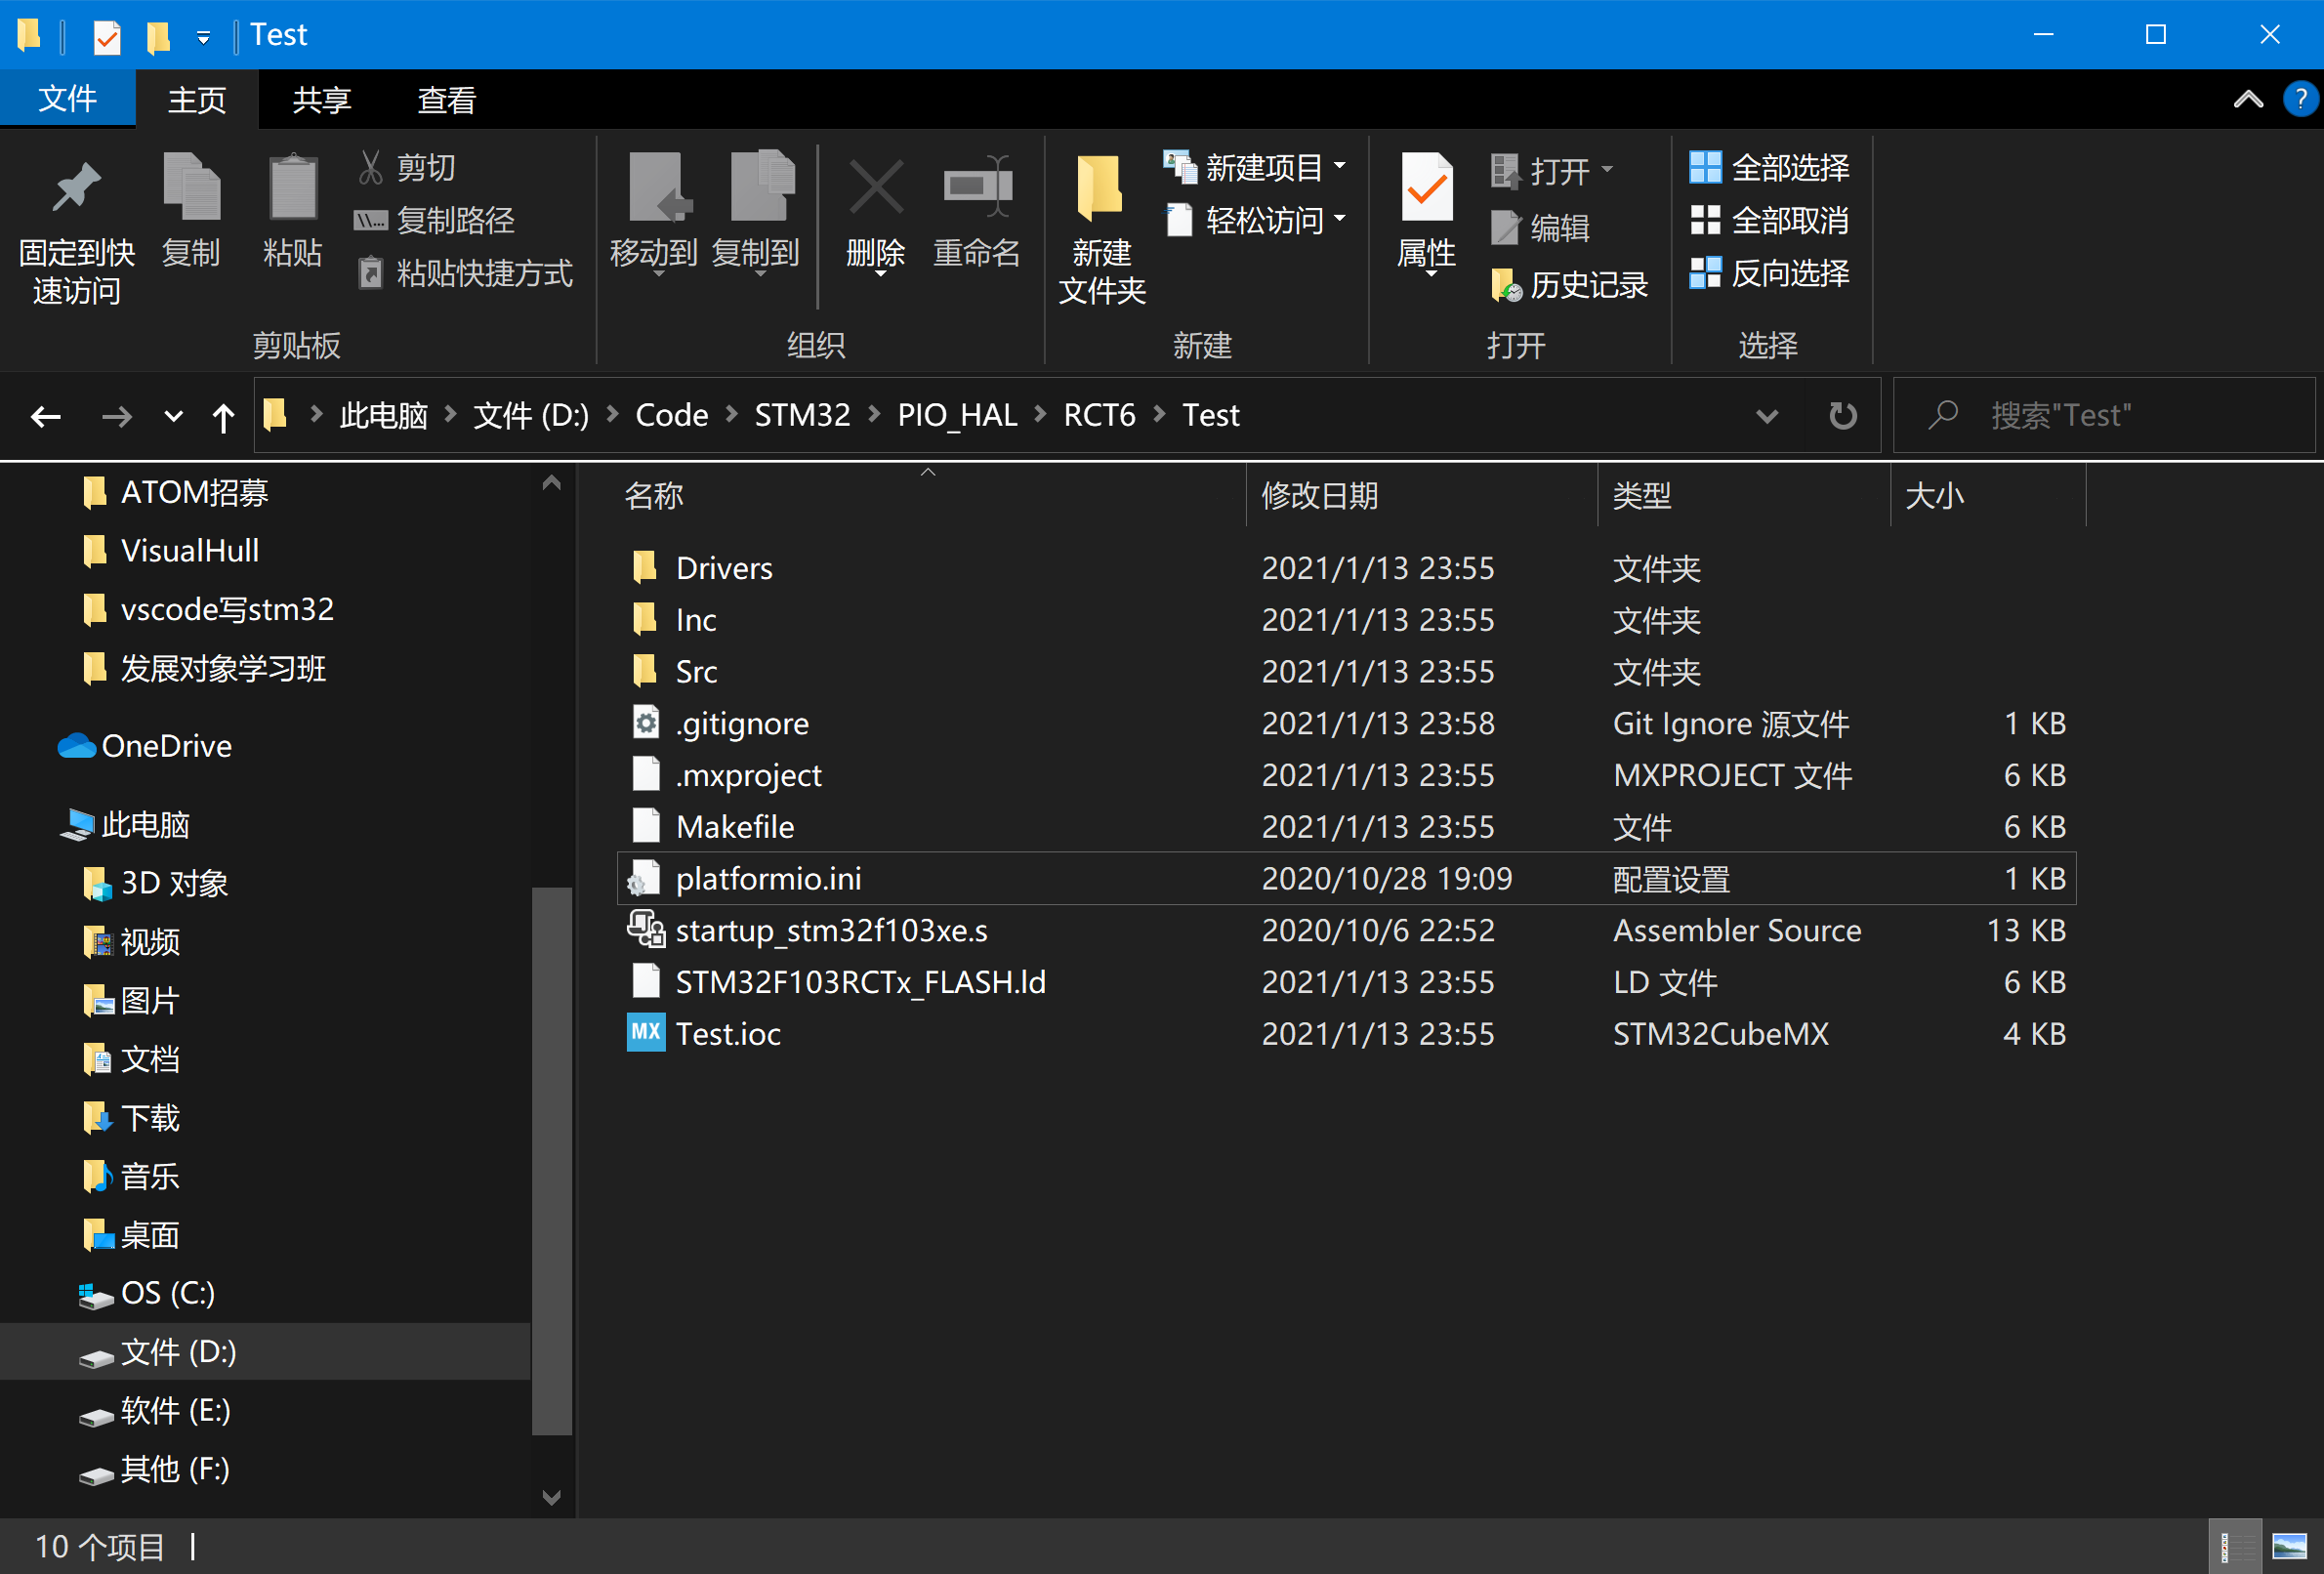 Test
文件 主页 共享 查看
固定到快速访问
复制
粘贴
剪切
复制路径
粘贴快捷方式
剪贴板
移动到
复制到
删除
重命名
组织
新建
文件夹
新建项目
轻松访问
新建
属性
打开
编辑
历史记录
打开
全部选择
全部取消
反向选择
选择
此电脑 文件 (D:) Code STM32 PIO_HAL RCT6 Test
搜索"Test"
ATOM招募
VisualHull
vscode写stm32
发展对象学习班
OneDrive
此电脑
3D 对象
视频
图片
文档
下载
音乐
桌面
OS (C:)
文件 (D:)
软件 (E:)
其他 (F:)
名称 修改日期 类型 大小
Drivers 2021/1/13 23:55 文件夹
Inc 2021/1/13 23:55 文件夹
Src 2021/1/13 23:55 文件夹
.gitignore 2021/1/13 23:58 Git Ignore 源文件 1 KB
.mxproject 2021/1/13 23:55 MXPROJECT 文件 6 KB
Makefile 2021/1/13 23:55 文件 6 KB
platformio.ini 2020/10/28 19:09 配置设置 1 KB
startup_stm32f103xe.s 2020/10/6 22:52 Assembler Source 13 KB
STM32F103RCTx_FLASH.ld 2021/1/13 23:55 LD 文件 6 KB
MX Test.ioc 2021/1/13 23:55 STM32CubeMX 4 KB
10 个项目